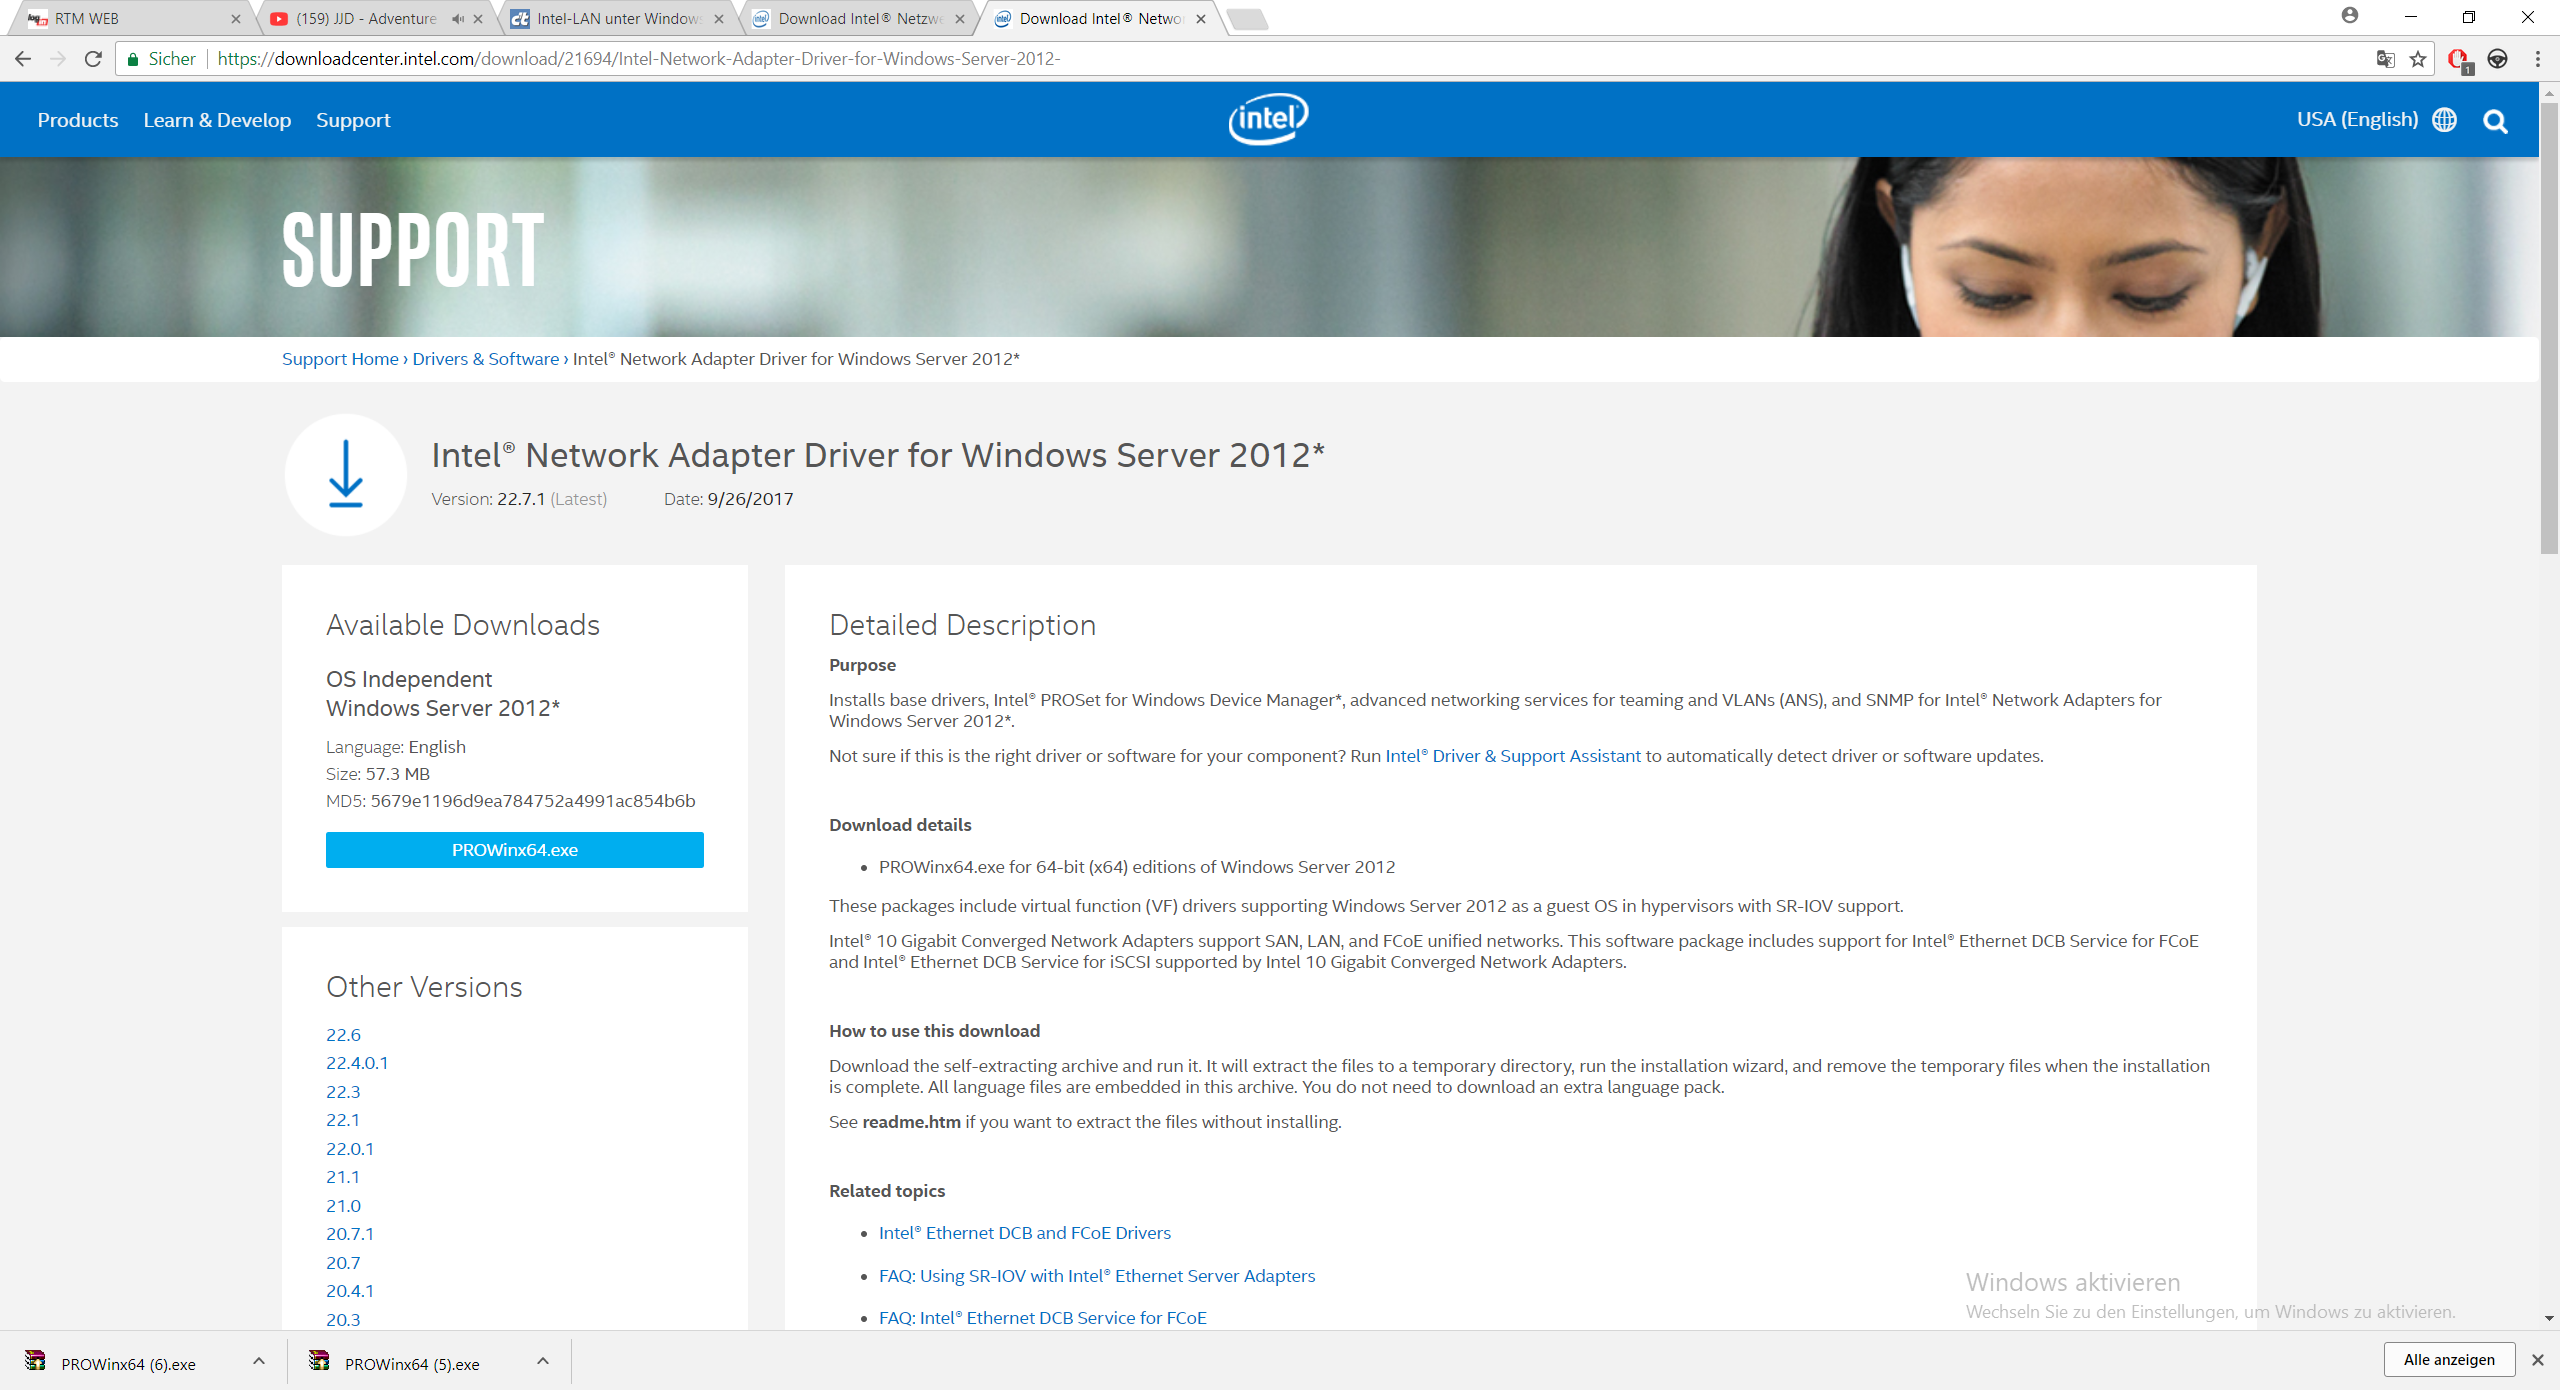 RTM WEB
(159) JJD - Adventure
Intel-LAN unter Window
Download Intel® Netzwe
Download Intel® Netwo
Sicher
https://downloadcenter.intel.com/download/21694/Intel-Network-Adapter-Driver-for-Windows-Server-2012-
1
Products Learn & Develop Support
intel
USA (English)
SUPPORT
Support Home › Drivers & Software › Intel® Network Adapter Driver for Windows Server 2012*
Intel® Network Adapter Driver for Windows Server 2012*
Version: 22.7.1 (Latest) Date: 9/26/2017
Available Downloads
OS Independent
Windows Server 2012*
Language: English
Size: 57.3 MB
MD5: 5679e1196d9ea784752a4991ac854b6b
PROWinx64.exe
Other Versions
22.6
22.4.0.1
22.3
22.1
22.0.1
21.1
21.0
20.7.1
20.7
20.4.1
20.3
Detailed Description
Purpose
Installs base drivers, Intel® PROSet for Windows Device Manager*, advanced networking services for teaming and VLANs (ANS), and SNMP for Intel® Network Adapters for
Windows Server 2012*.
Not sure if this is the right driver or software for your component? Run Intel® Driver & Support Assistant to automatically detect driver or software updates.
Download details
• PROWinx64.exe for 64-bit (x64) editions of Windows Server 2012
These packages include virtual function (VF) drivers supporting Windows Server 2012 as a guest OS in hypervisors with SR-IOV support.
Intel® 10 Gigabit Converged Network Adapters support SAN, LAN, and FCoE unified networks. This software package includes support for Intel® Ethernet DCB Service for FCoE
and Intel® Ethernet DCB Service for iSCSI supported by Intel 10 Gigabit Converged Network Adapters.
How to use this download
Download the self-extracting archive and run it. It will extract the files to a temporary directory, run the installation wizard, and remove the temporary files when the installation
is complete. All language files are embedded in this archive. You do not need to download an extra language pack.
See readme.htm if you want to extract the files without installing.
Related topics
• Intel® Ethernet DCB and FCoE Drivers
• FAQ: Using SR-IOV with Intel® Ethernet Server Adapters
• FAQ: Intel® Ethernet DCB Service for FCoE
Windows aktivieren
Wechseln Sie zu den Einstellungen, um Windows zu aktivieren.
PROWinx64 (6).exe
PROWinx64 (5).exe
Alle anzeigen